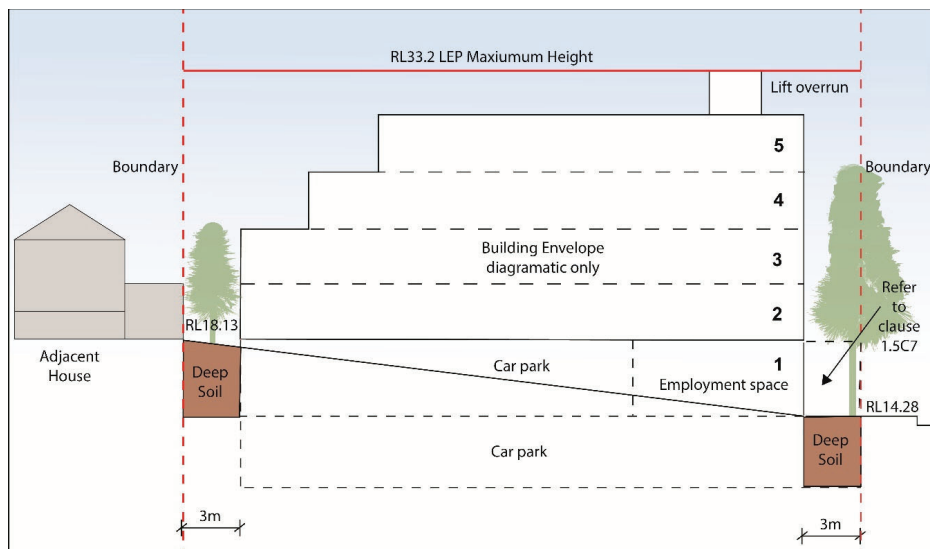 RL33.2 LEP Maxiumum Height
Lift overrun
Boundary
5
Boundary
4
Building Envelope
diagramatic only
3
Refer
to
clause
1.5C7
2
RL18.13
Adjacent
House
Car park
1
Employment space
Deep
Soil
RL14.28
Car park
Deep
Soil
3m
3m